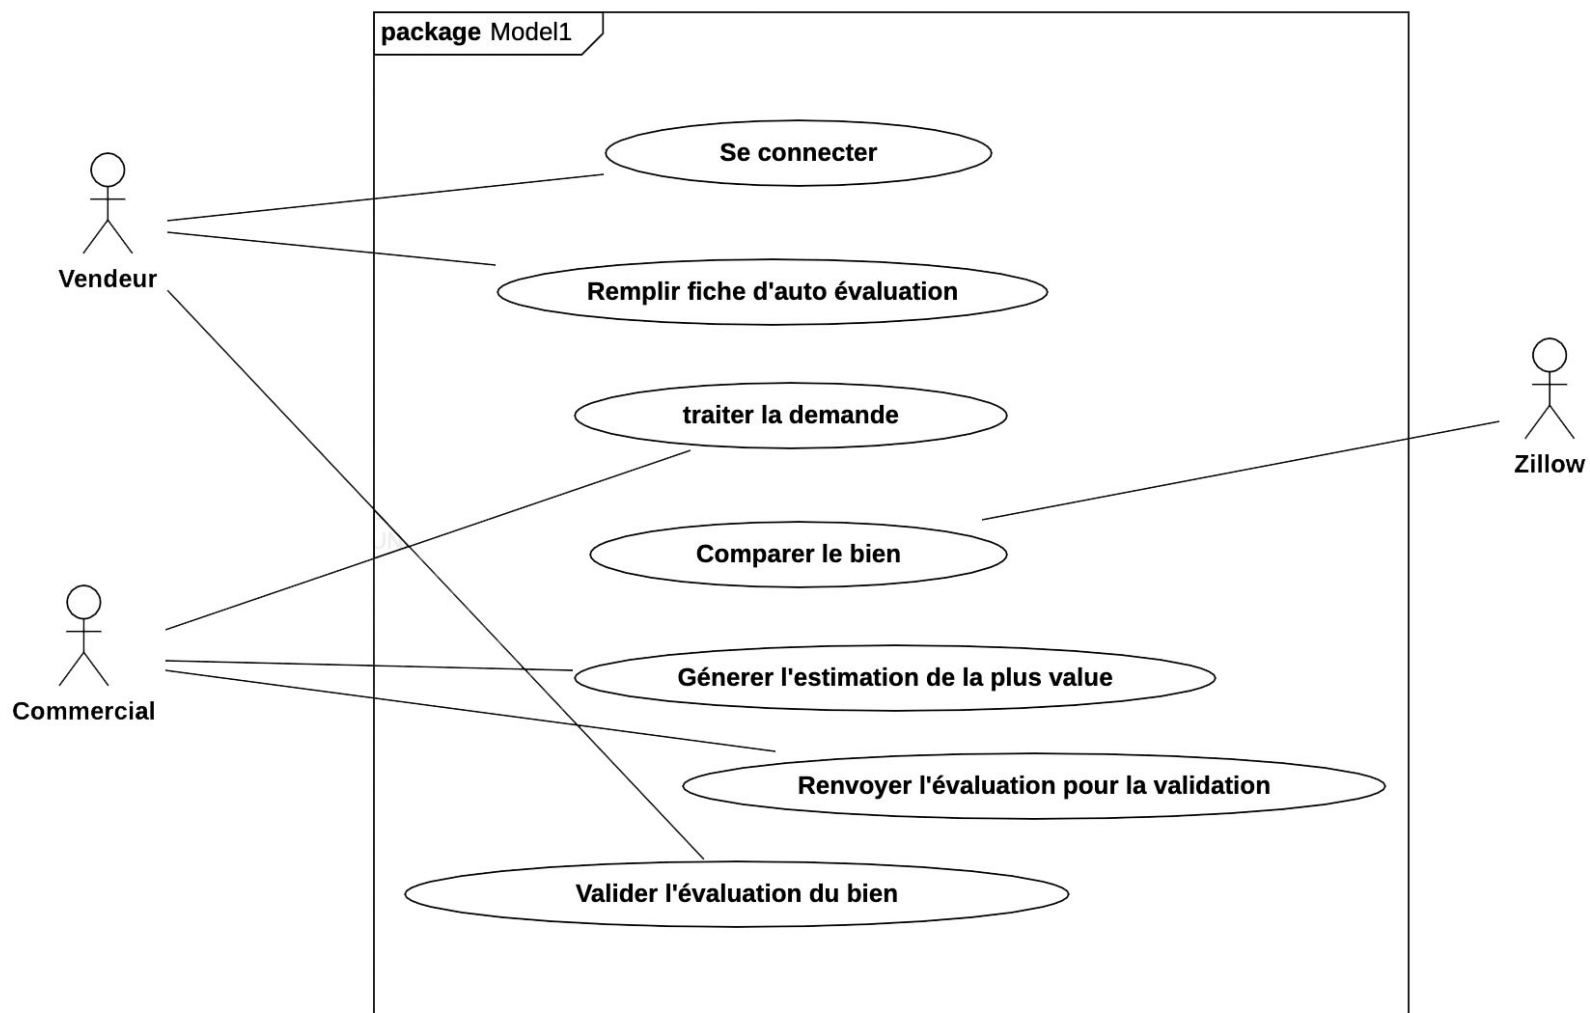 package Model1
Se connecter
Vendeur
Remplir fiche d'auto évaluation
traiter la demande
Zillow
Comparer le bien
Génerer l'estimation de la plus value
Commercial
Renvoyer l'évaluation pour la validation
Valider l'évaluation du bien